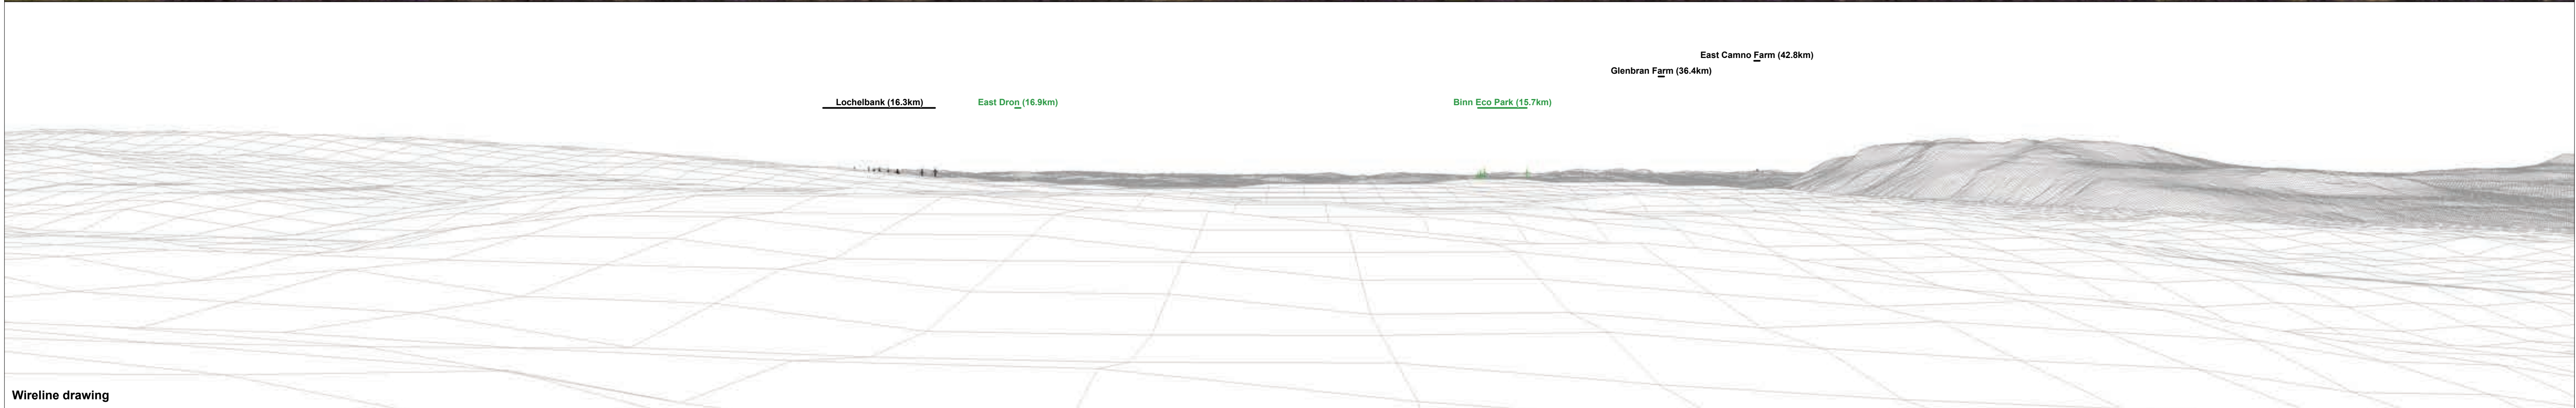 East Camno Farm (42.8km)
Glenbran Farm (36.4km)
Lochelbank (16.3km) East Dron (16.9km) Binn Eco Park (15.7km)
Wireline drawing